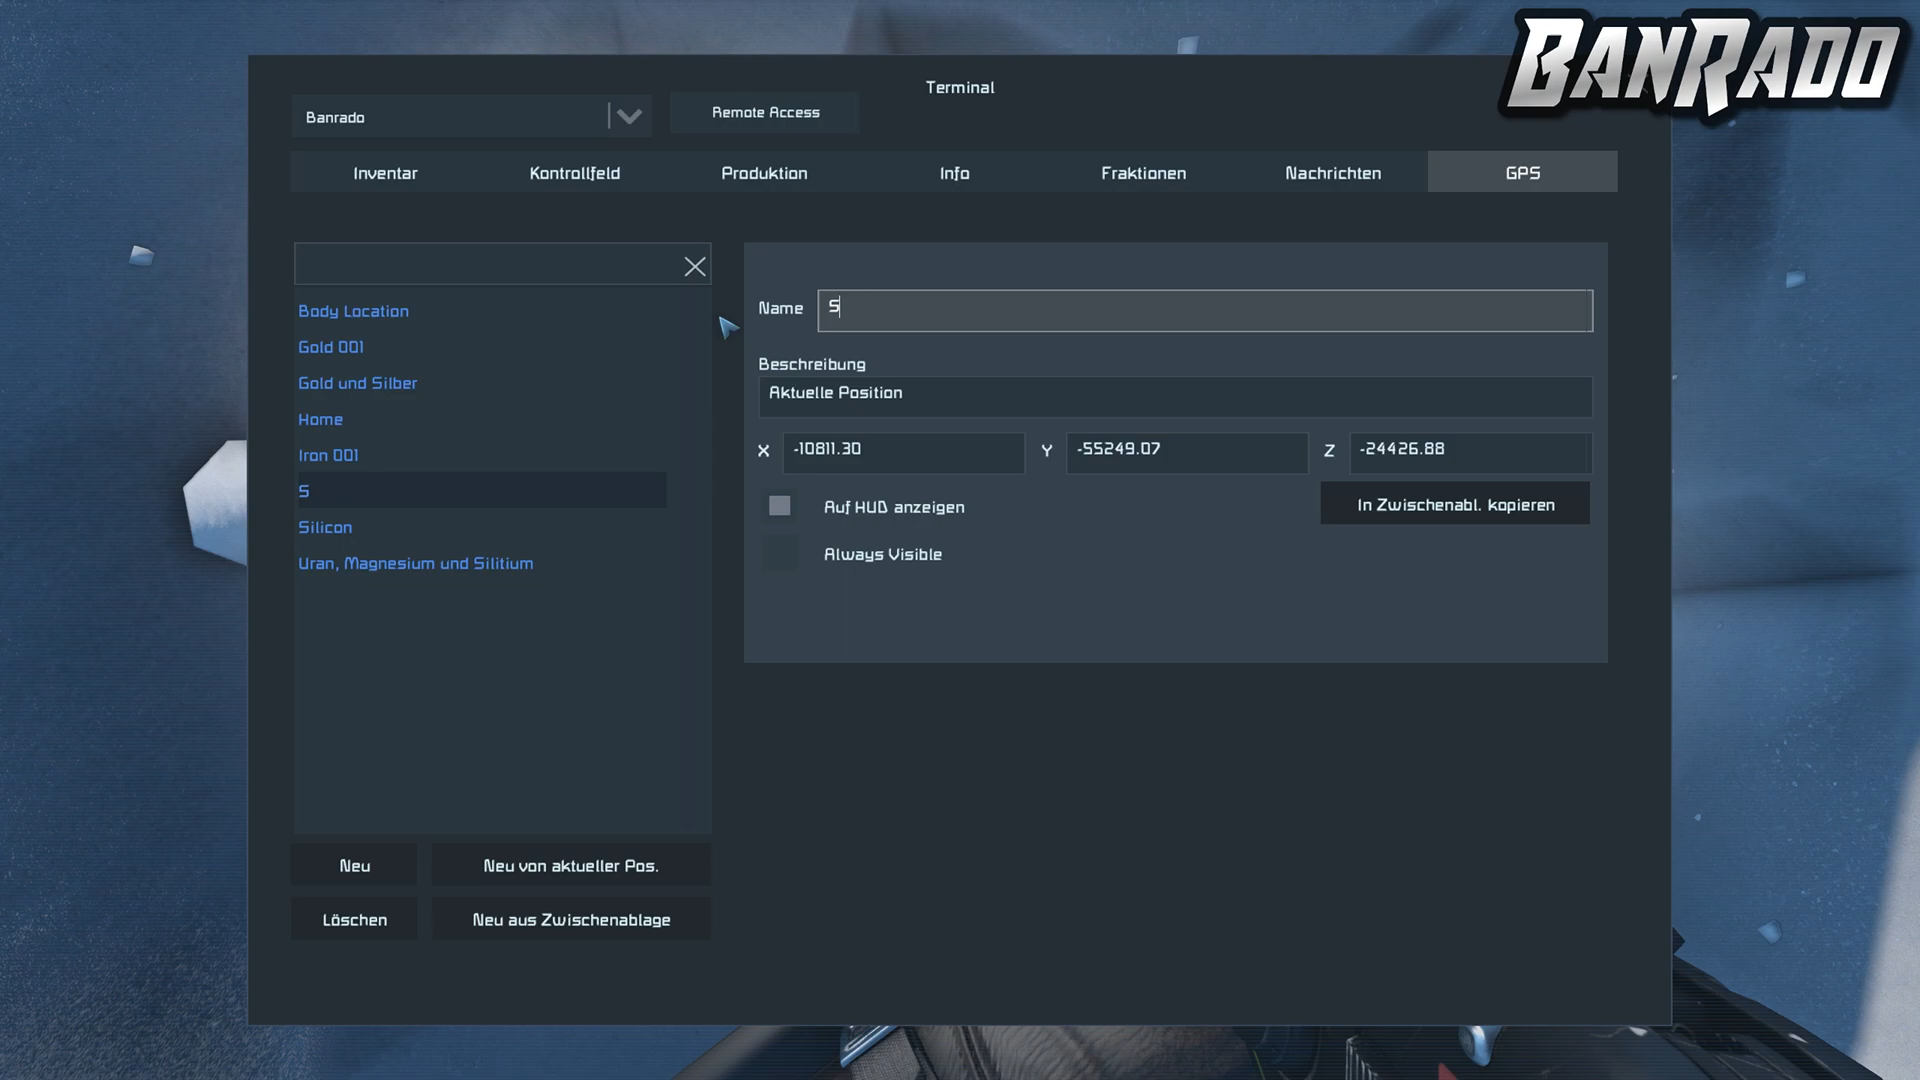 BANRADO
Terminal
Banrado
Remote Access
Inventar
Kontrollfeld
Produktion
Info
Fraktionen
Nachrichten
GPS
Body Location
Gold 001
Gold und Silber
Home
Iron 001
S
Silicon
Uran, Magnesium und Silitium
Neu
Neu von aktueller Pos.
Löschen
Neu aus Zwischenablage
Name
S
Beschreibung
Aktuelle Position
X
-10811.30
Y
-55249.07
Z
-24426.88
Auf HUD anzeigen
In Zwischenabl. kopieren
Always Visible